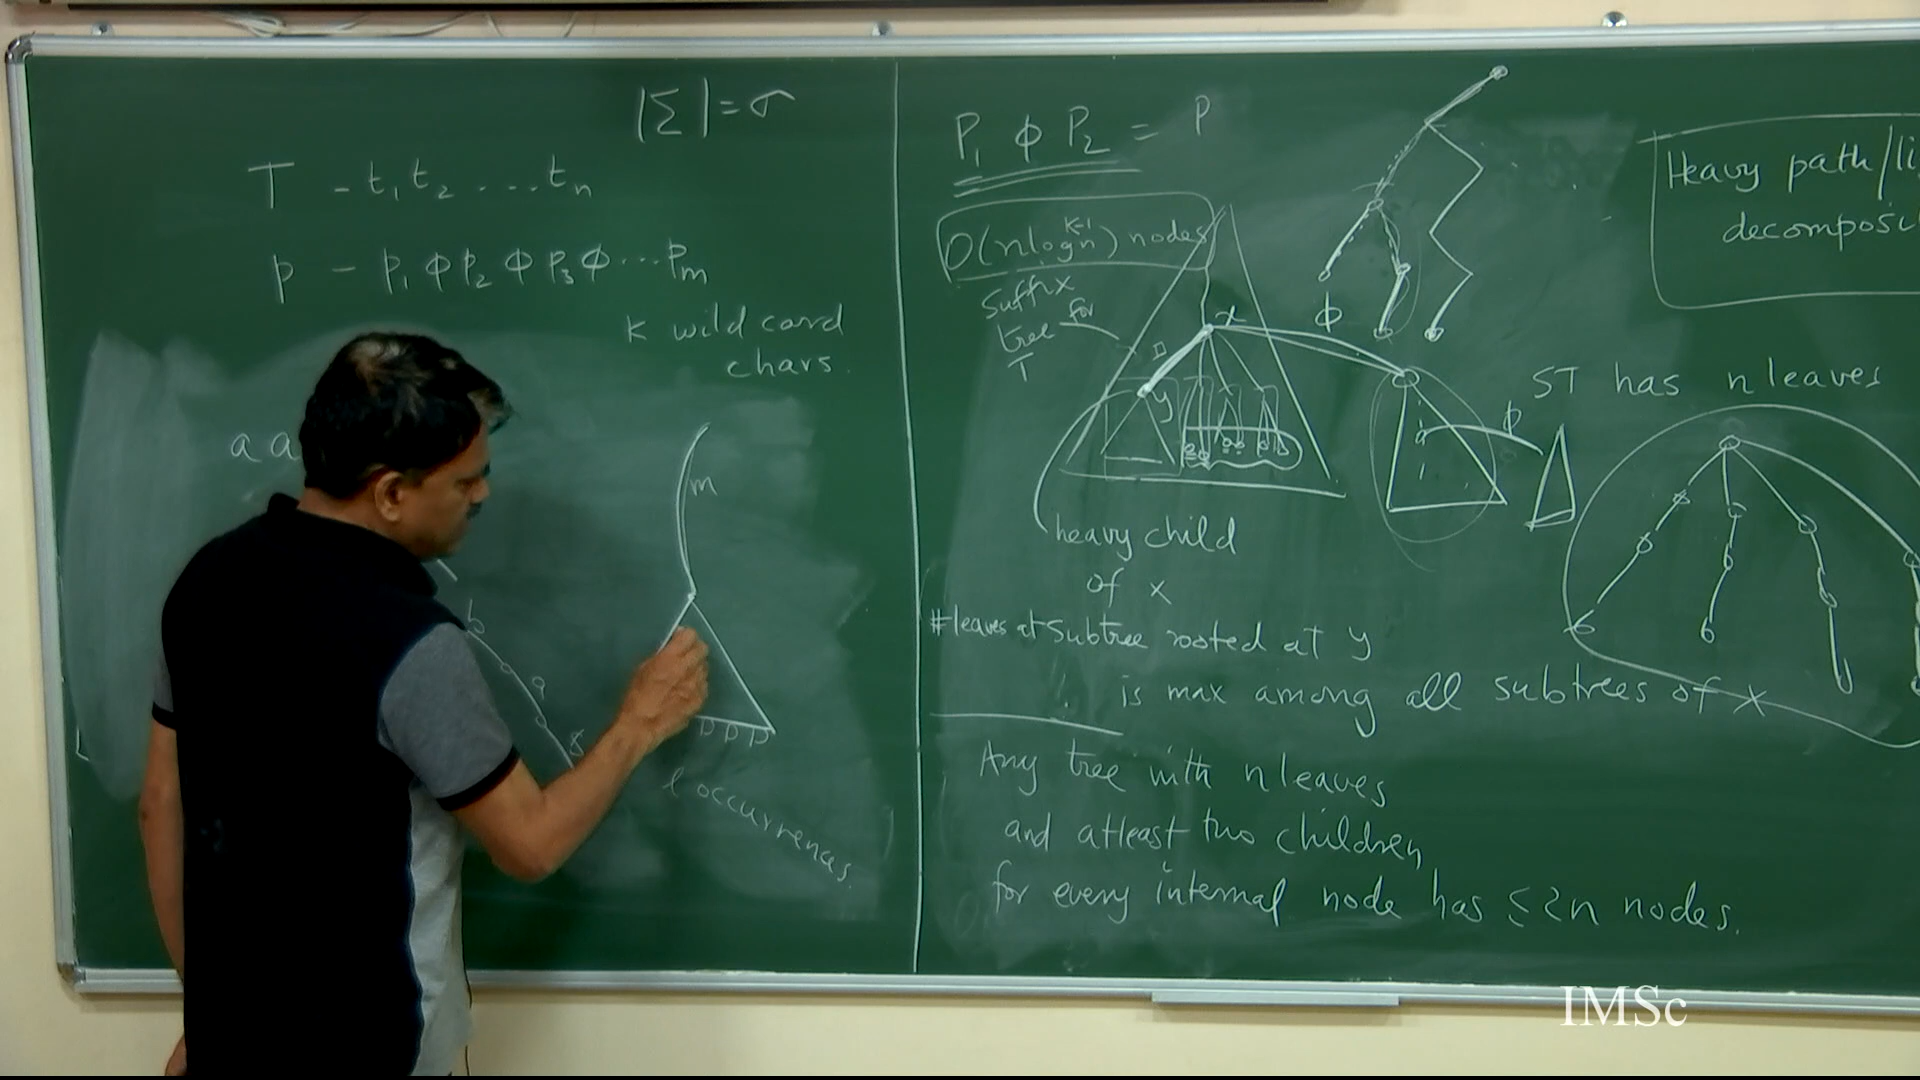 |Σ| = σ
T - t₁ t₂ .... tₙ
p - p₁ ϕ p₂ ϕ p₃ ϕ ... pₘ
K wild card
chars.
a a
m
b
a
$
l occurrences.
P₁ ϕ P₂ = P
O(n logᵏ⁻¹ n) nodes
Suffix
tree for
T
x
y
ϕ
heavy child
of x
#leaves at subtree rooted at y
is max among all subtrees of x
Any tree with n leaves
and atleast two children
for every internal node has ≤ 2n nodes.
Heavy path/li
decomposi
ST has n leaves
ϕ
IMSc